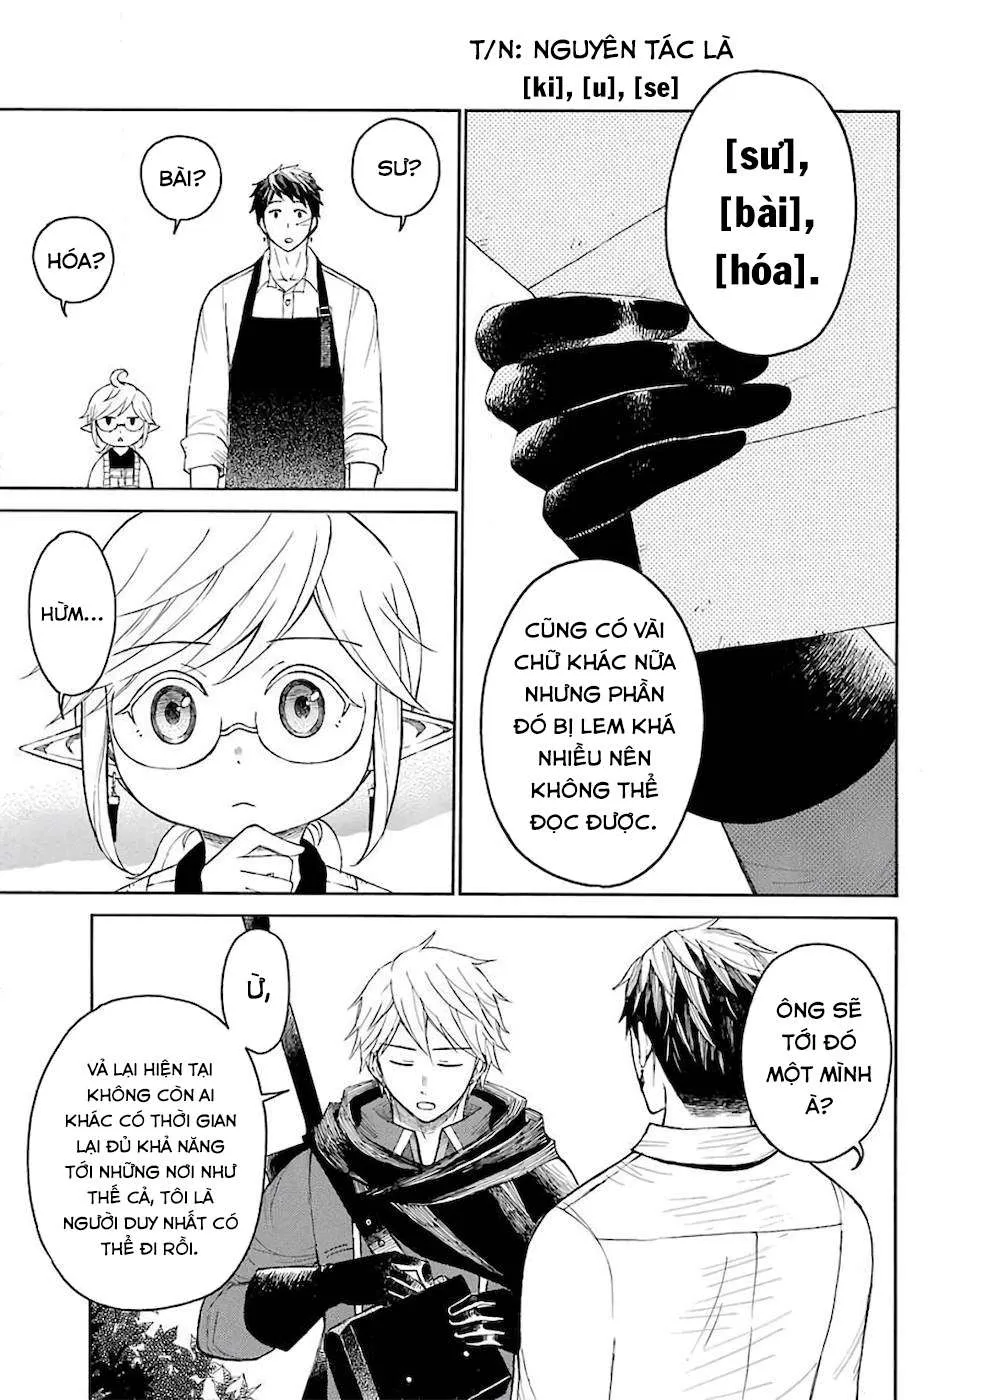 T/N: NGUYÊN TÁC LÀ
[ki], [u], [se]
[sư],
[bài],
[hóa].
CŨNG CÓ VÀI
CHỮ KHÁC NỮA
NHƯNG PHẦN
ĐÓ BỊ LEM KHÁ
NHIỀU NÊN
KHÔNG THỂ
ĐỌC ĐƯỢC.
SƯ?
BÀI?
HÓA?
HỪM...
ÔNG SẼ
TỚI ĐÓ
MỘT MÌNH
À?
Ừ,
VẢ LẠI HIỆN TẠI
KHÔNG CÒN AI
KHÁC CÓ THỜI GIAN
LẠI ĐỦ KHẢ NĂNG
TỚI NHỮNG NƠI NHƯ
THẾ CẢ, TÔI LÀ
NGƯỜI DUY NHẤT CÓ
THỂ ĐI RỒI.